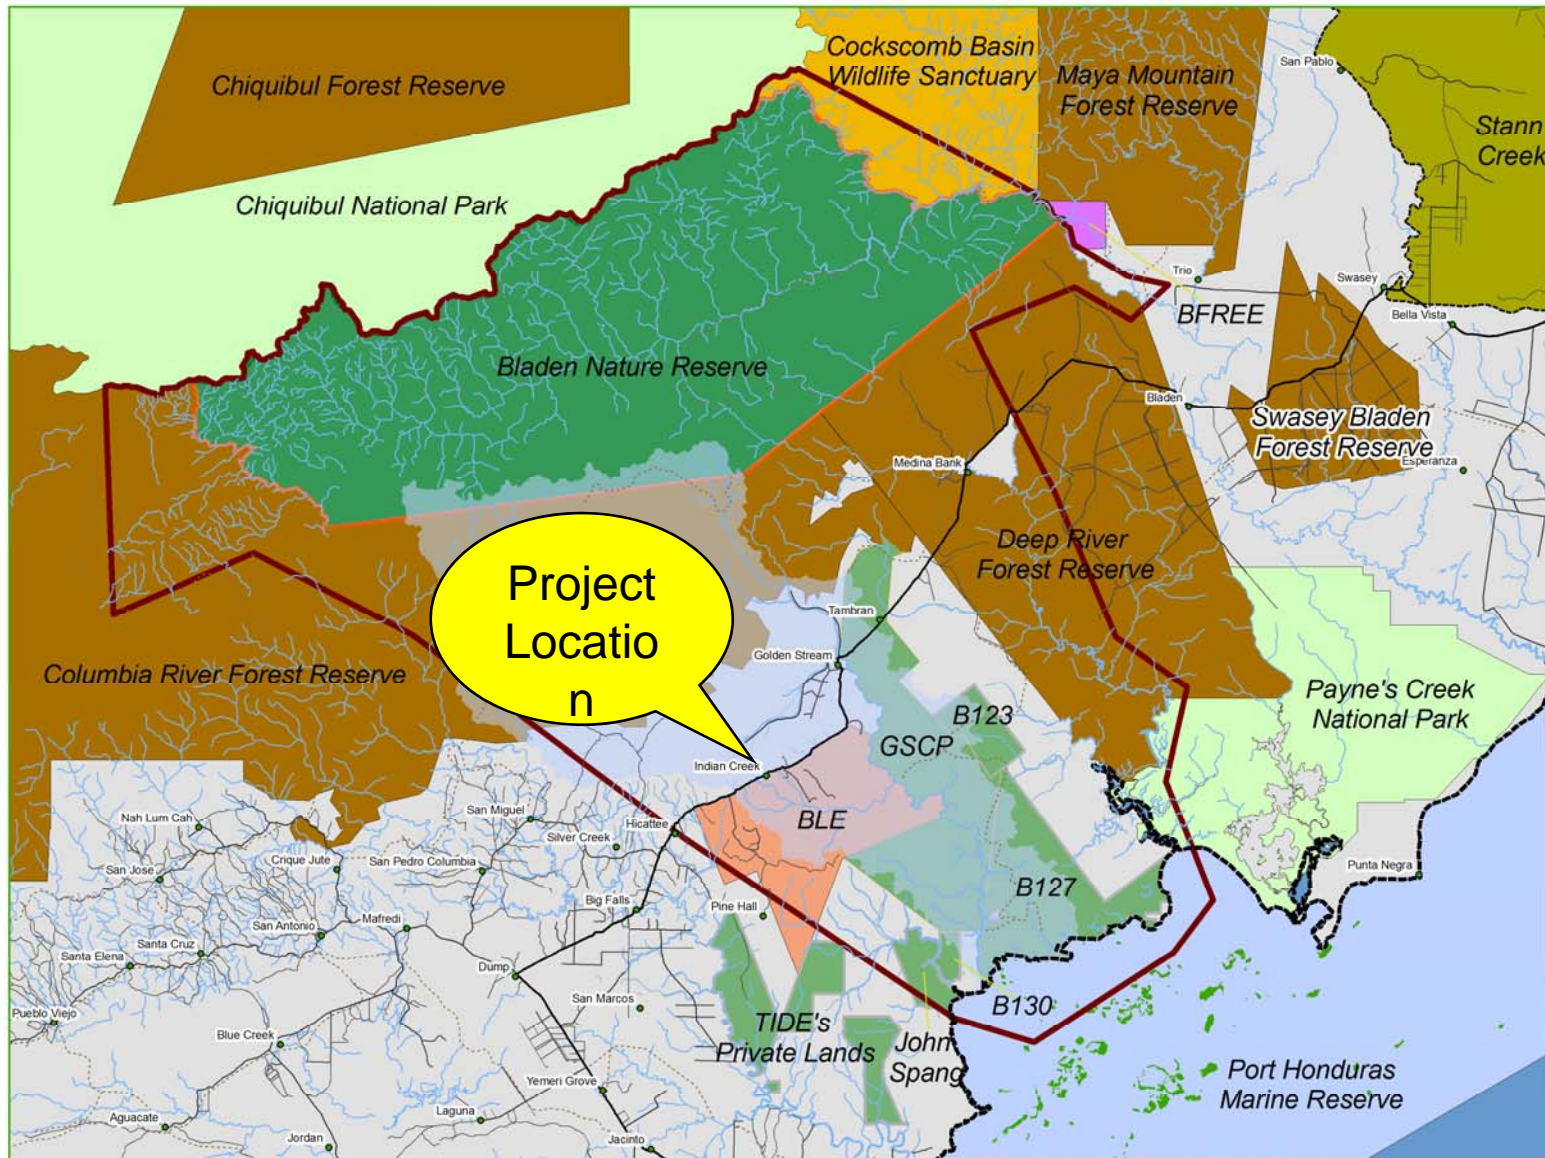 Cockscomb Basin
Wildlife Sanctuary
Maya Mountain
Forest Reserve
San Pablo
Chiquibul Forest Reserve
Stann
Creek
Chiquibul National Park
Trio
Swasey
BFREE
Bella Vista
Bladen Nature Reserve
Bladen
Swasey Bladen
Forest Reserve
Esperanza
Medina Bank
Deep River
Forest Reserve
Project
Locatio
n
Tambran
Golden Stream
Columbia River Forest Reserve
Payne's Creek
National Park
B123
GSCP
Indian Creek
Nah Lum Cah
San Miguel
Hicattee
BLE
Silver Creek
Crique Jute
San Pedro Columbia
San Jose
Punta Negra
B127
Big Falls
Pine Hall
Mafredi
San Antonio
Santa Cruz
Santa Elena
Dump
San Marcos
B130
Pueblo Viejo
Blue Creek
TIDE's
Private Lands
John
Spang
Port Honduras
Marine Reserve
Yemeri Grove
Aguacate
Laguna
Jordan
Jacinto